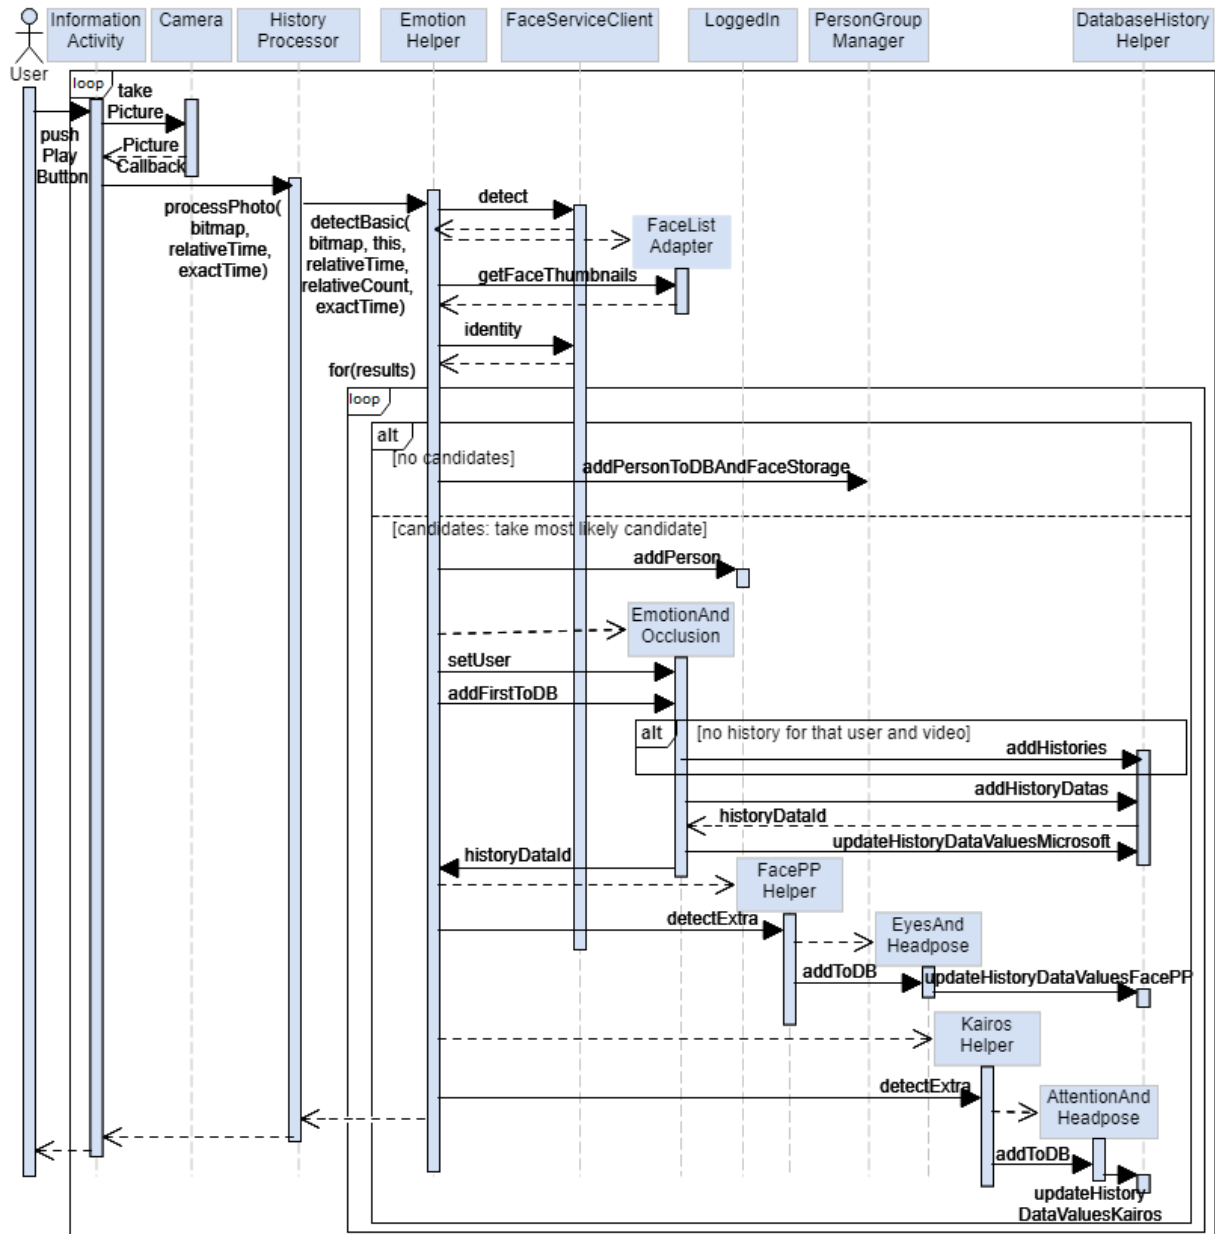 Information
Activity
Camera
History
Processor
Emotion
Helper
FaceServiceClient
LoggedIn
PersonGroup
Manager
DatabaseHistory
Helper
User
loop
take
Picture
push
Play
Button
Picture
Callback
processPhoto(
bitmap,
relativeTime,
exactTime)
detectBasic(
bitmap, this,
relativeTime,
relativeCount,
exactTime)
detect
FaceList
Adapter
getFaceThumbnails
identity
for(results)
loop
alt
[no candidates]
addPersonToDBAndFaceStorage
[candidates: take most likely candidate]
addPerson
EmotionAnd
Occlusion
setUser
addFirstToDB
alt
[no history for that user and video]
addHistories
addHistoryDatas
historyDataId
updateHistoryDataValuesMicrosoft
historyDataId
FacePP
Helper
detectExtra
EyesAnd
Headpose
addToDB
updateHistoryDataValuesFacePP
Kairos
Helper
detectExtra
AttentionAnd
Headpose
addToDB
updateHistory
DataValuesKairos